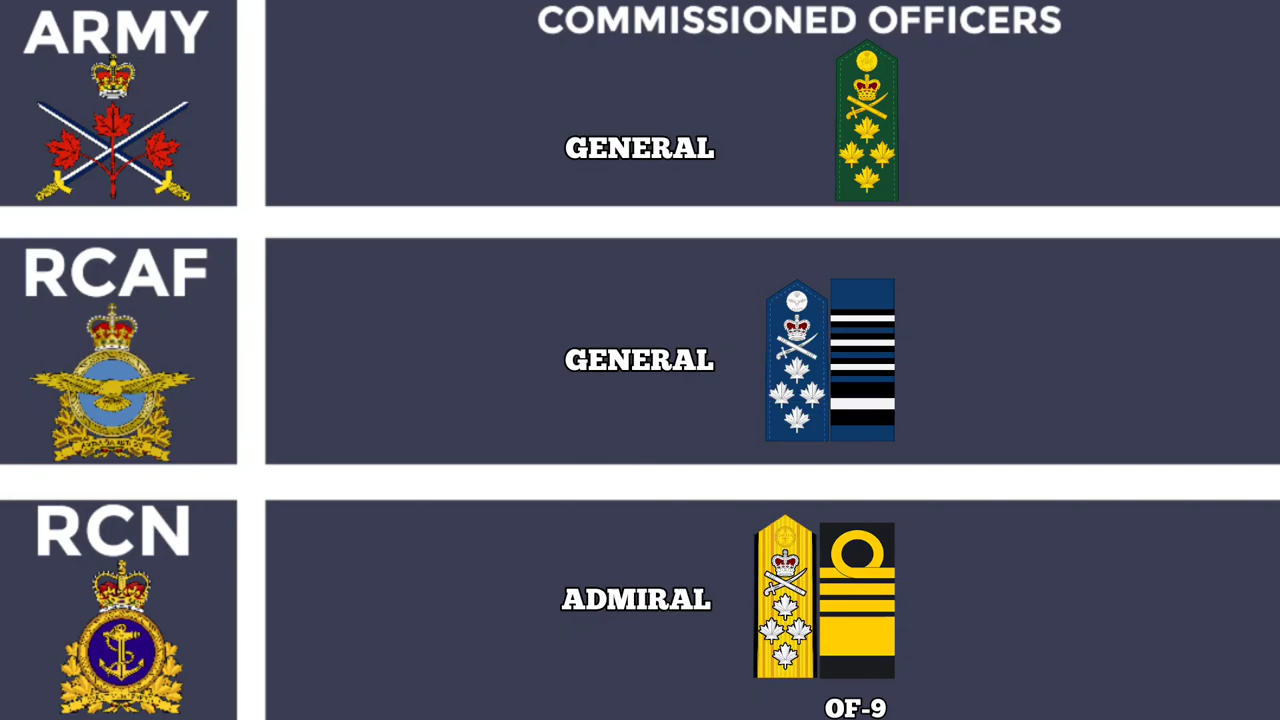 ARMY
COMMISSIONED OFFICERS
GENERAL
RCAF
GENERAL
RCN
ADMIRAL
OF-9